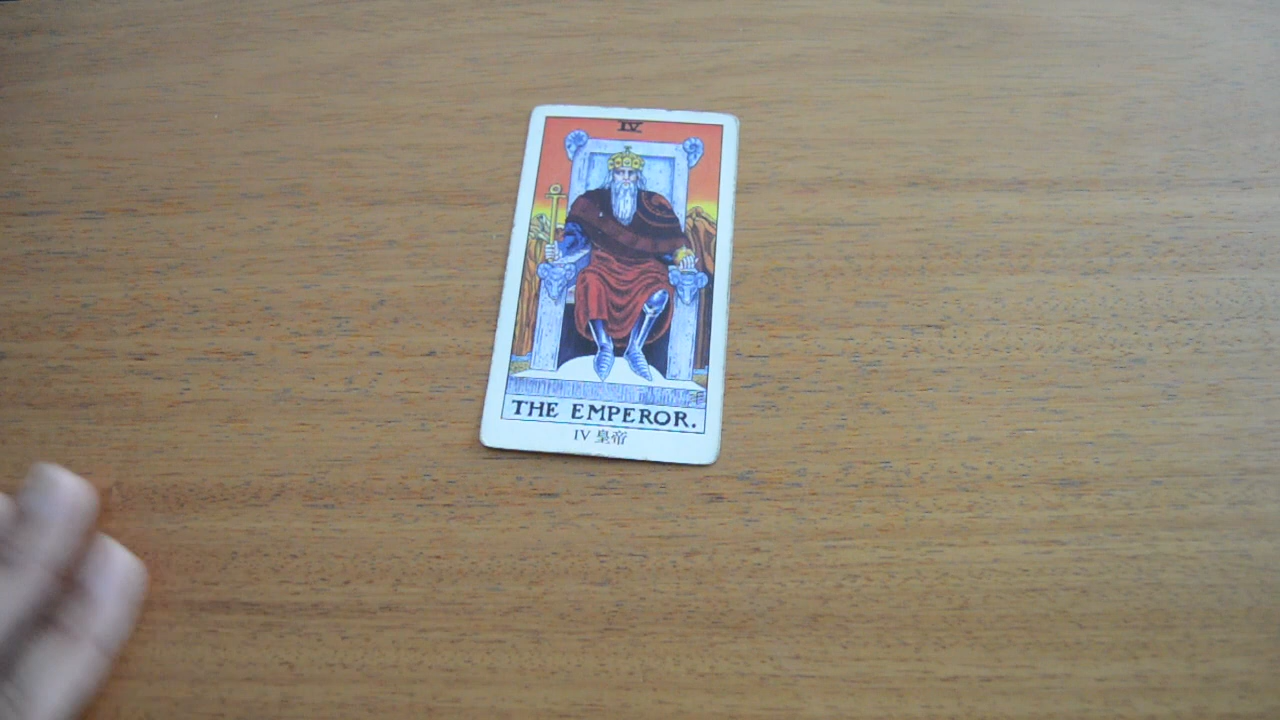 IV
THE EMPEROR.
IV 皇帝